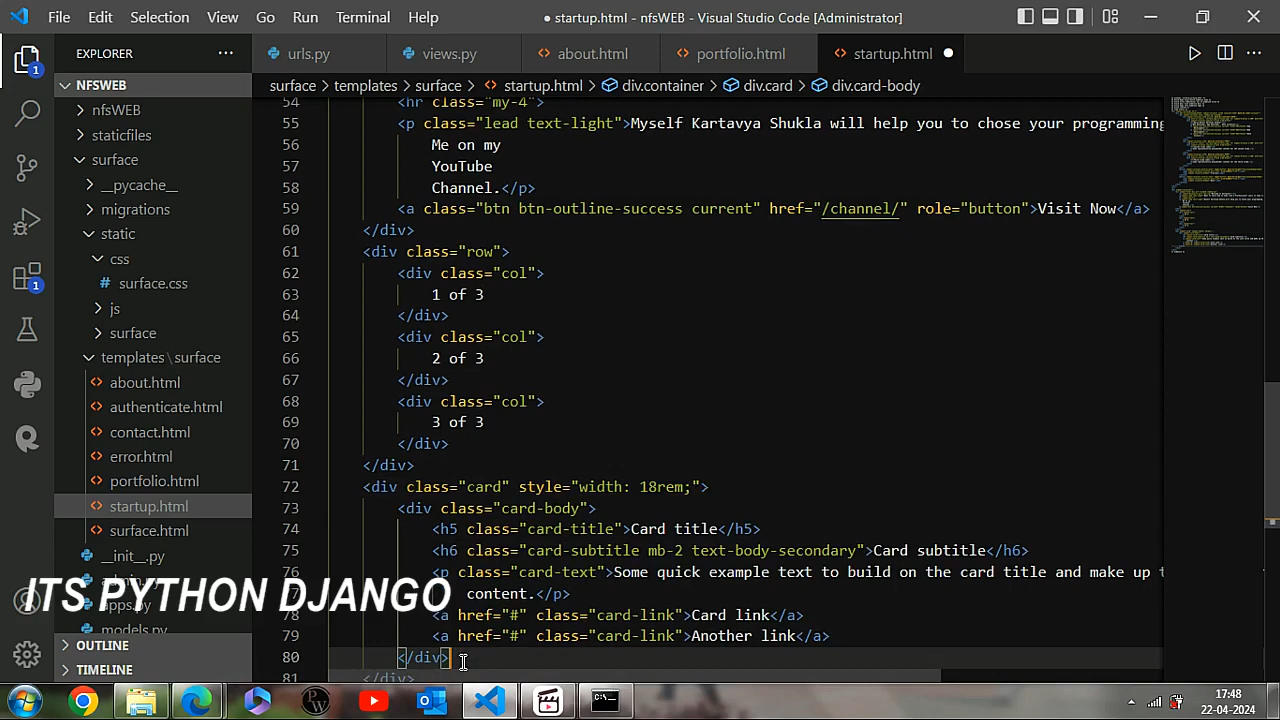 File Edit Selection View Go Run Terminal Help
● startup.html - nfsWEB - Visual Studio Code [Administrator]
EXPLORER
urls.py views.py about.html portfolio.html startup.html
NFSWEB
surface > templates > surface > startup.html > div.container > div.card > div.card-body
nfsWEB
staticfiles
surface
__pycache__
migrations
static
css
surface.css
js
surface
templates\surface
about.html
authenticate.html
contact.html
error.html
portfolio.html
startup.html
surface.html
__init__.py
apps.py
models.py
OUTLINE
TIMELINE
1
1
54 <hr class="my-4">
55 <p class="lead text-light">Myself Kartavya Shukla will help you to chose your programming
56 Me on my
57 YouTube
58 Channel.</p>
59 <a class="btn btn-outline-success current" href="/channel/" role="button">Visit Now</a>
60 </div>
61 <div class="row">
62 <div class="col">
63 1 of 3
64 </div>
65 <div class="col">
66 2 of 3
67 </div>
68 <div class="col">
69 3 of 3
70 </div>
71 </div>
72 <div class="card" style="width: 18rem;">
73 <div class="card-body">
74 <h5 class="card-title">Card title</h5>
75 <h6 class="card-subtitle mb-2 text-body-secondary">Card subtitle</h6>
76 <p class="card-text">Some quick example text to build on the card title and make up t
77 content.</p>
78 <a href="#" class="card-link">Card link</a>
79 <a href="#" class="card-link">Another link</a>
80 </div>
81 </div>
ITS PYTHON DJANGO
17:48
22-04-2024